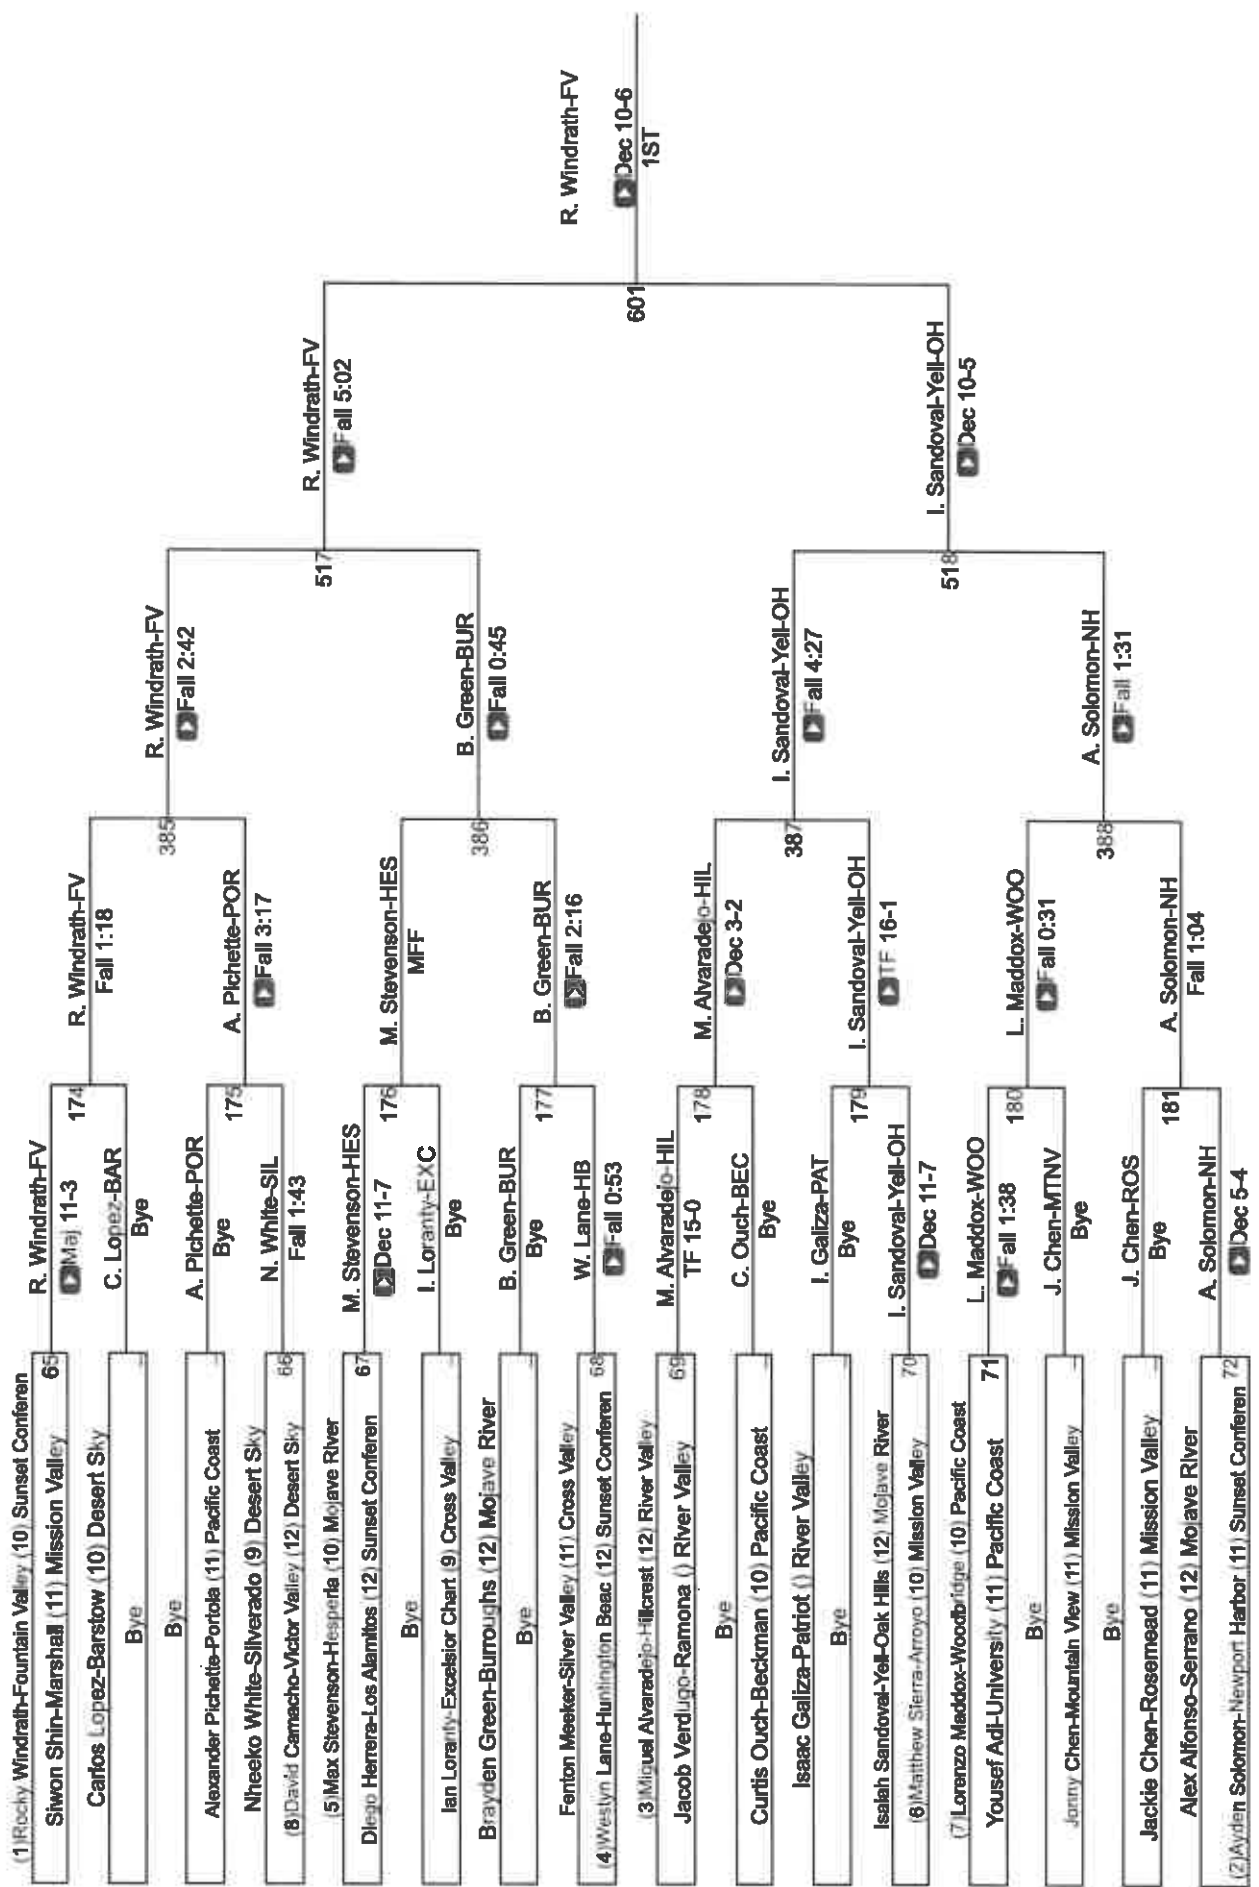 (1)Rocky Windrath-Fountain Valley (10) Sunset Conferen
Siwon Shin-Marshall (11) Mission Valley
65
Carlos Lopez-Barstow (10) Desert Sky
Bye
Bye
Alexander Pichette-Portola (11) Pacific Coast
Nheeko White-Silverado (9) Desert Sky
(8)David Camacho-Victor Valley (12) Desert Sky
66
(5)Max Stevenson-Hesperia (10) Mojave River
Diego Herrera-Los Alamitos (12) Sunset Conferen
67
Bye
Ian Loranty-Excelsior Chart (9) Cross Valley
Brayden Green-Burroughs (12) Mojave River
Bye
Fenton Meeker-Silver Valley (11) Cross Valley
(4)Westyn Lane-Huntington Beac (12) Sunset Conferen
68
(3)Miguel Alvaradejo-Hillcrest (12) River Valley
Jacob Verdugo-Ramona () River Valley
69
Bye
Curtis Ouch-Beckman (10) Pacific Coast
Isaac Galiza-Patriot () River Valley
Bye
Isaiah Sandoval-Yell-Oak Hills (12) Mojave River
(6)Matthew Sierra-Arroyo (10) Mission Valley
70
(7)Lorenzo Maddox-Woodbridge (10) Pacific Coast
Yousef Adi-University (11) Pacific Coast
71
Bye
Jonny Chen-Mountain View (11) Mission Valley
Bye
Jackie Chen-Rosemead (11) Mission Valley
Alex Alfonso-Serrano (12) Mojave River
(2)Ayden Solomon-Newport Harbor (11) Sunset Conferen
72
R. Windrath-FV
Maj 11-3
174
C. Lopez-BAR
Bye
A. Pichette-POR
Bye
175
N. White-SIL
Fall 1:43
M. Stevenson-HES
Dec 11-7
176
I. Loranty-EXC
Bye
B. Green-BUR
Bye
177
W. Lane-HB
Fall 0:53
M. Alvaradejo-HIL
TF 15-0
178
C. Ouch-BEC
Bye
I. Galiza-PAT
Bye
179
I. Sandoval-Yell-OH
Dec 11-7
L. Maddox-WOO
Fall 1:38
180
J. Chen-MTNV
Bye
J. Chen-ROS
Bye
181
A. Solomon-NH
Dec 5-4
R. Windrath-FV
Fall 1:18
385
A. Pichette-POR
Fall 3:17
M. Stevenson-HES
MFF
386
B. Green-BUR
Fall 2:16
M. Alvaradejo-HIL
Dec 3-2
387
I. Sandoval-Yell-OH
TF 16-1
L. Maddox-WOO
Fall 0:31
388
A. Solomon-NH
Fall 1:04
R. Windrath-FV
Fall 2:42
517
B. Green-BUR
Fall 0:45
I. Sandoval-Yell-OH
Fall 4:27
518
A. Solomon-NH
Fall 1:31
R. Windrath-FV
Fall 5:02
601
I. Sandoval-Yell-OH
Dec 10-5
R. Windrath-FV
Dec 10-6
1ST